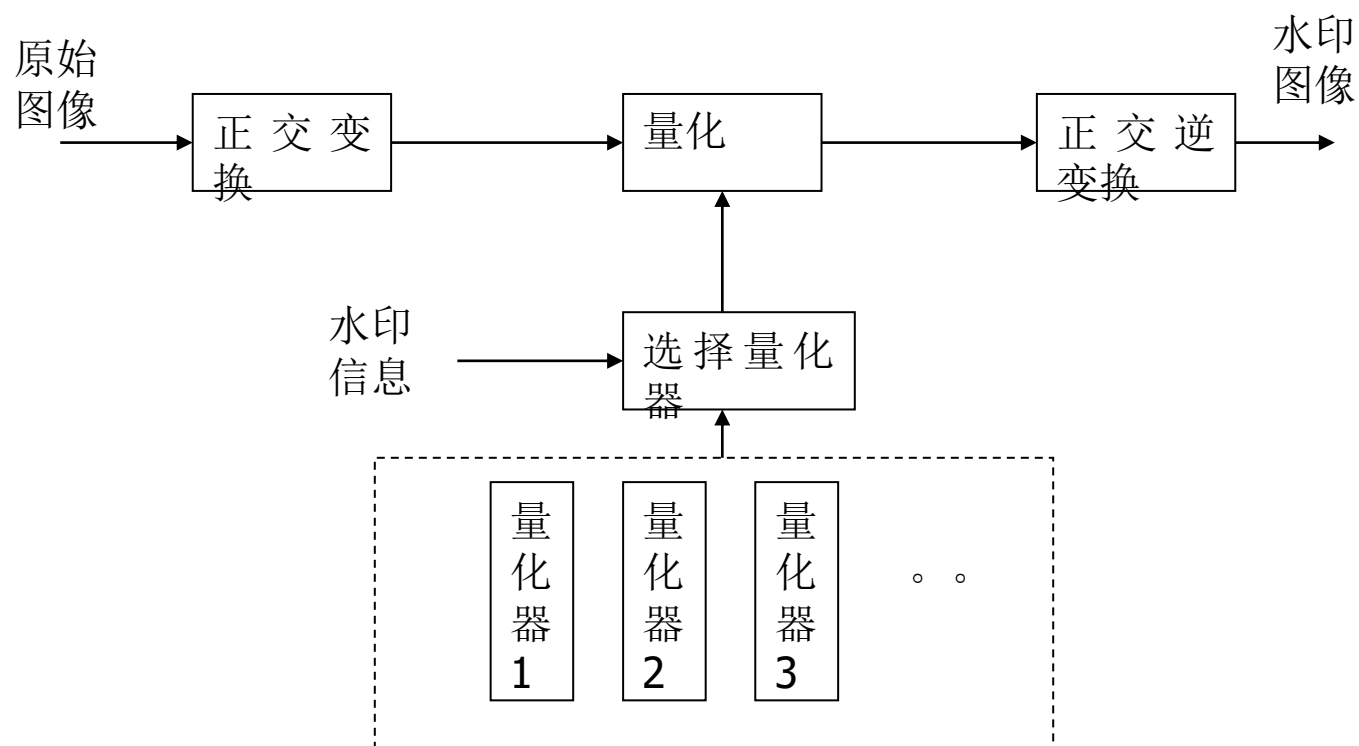 原始
图像
水印
图像
正交变
换
量化
正交逆
变换
水印
信息
选择量化
器
量
化
器
1
量
化
器
2
量
化
器
3
。。